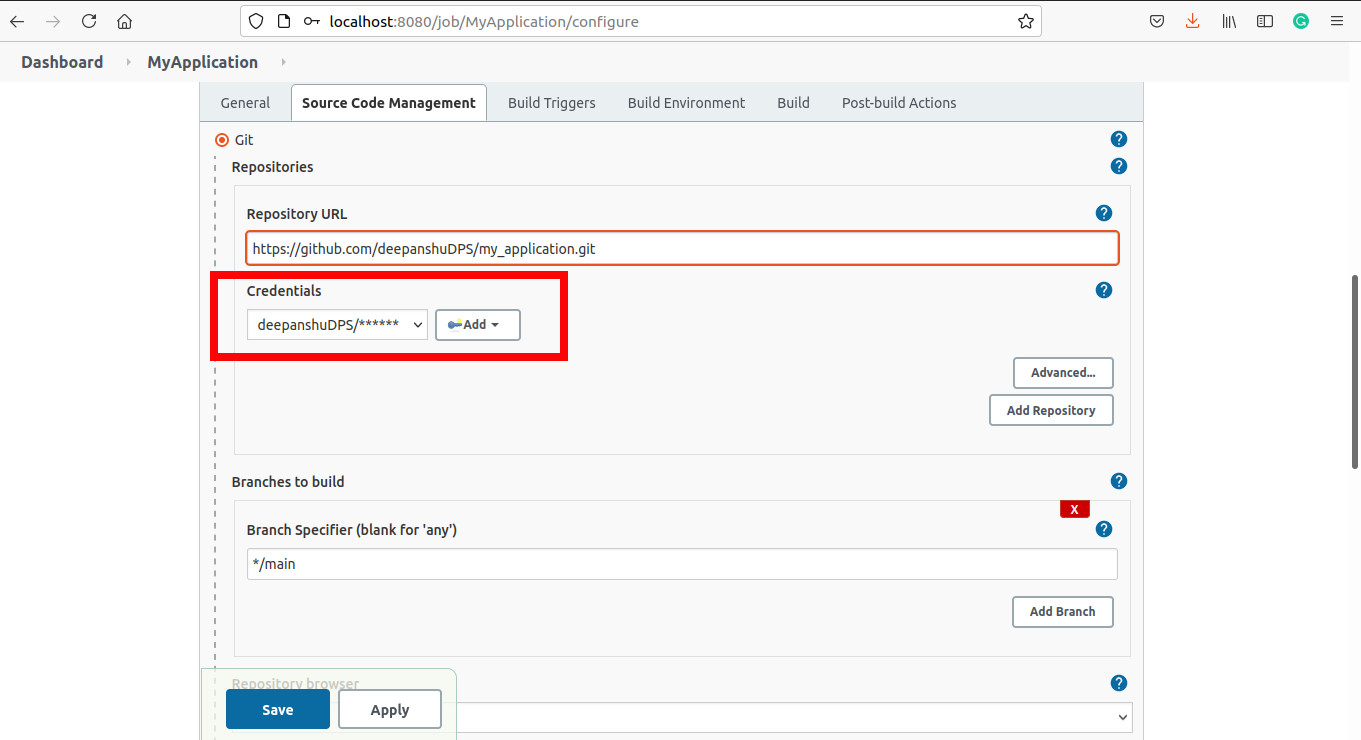 localhost:8080/job/MyApplication/configure
Dashboard MyApplication
General Source Code Management Build Triggers Build Environment Build Post-build Actions
Git ?
Repositories ?
Repository URL ?
https://github.com/deepanshuDPS/my_application.git
Credentials ?
deepanshuDPS/****** Add
Advanced...
Add Repository
Branches to build ?
X
Branch Specifier (blank for 'any') ?
*/main
Add Branch
Repository browser ?
Save Apply